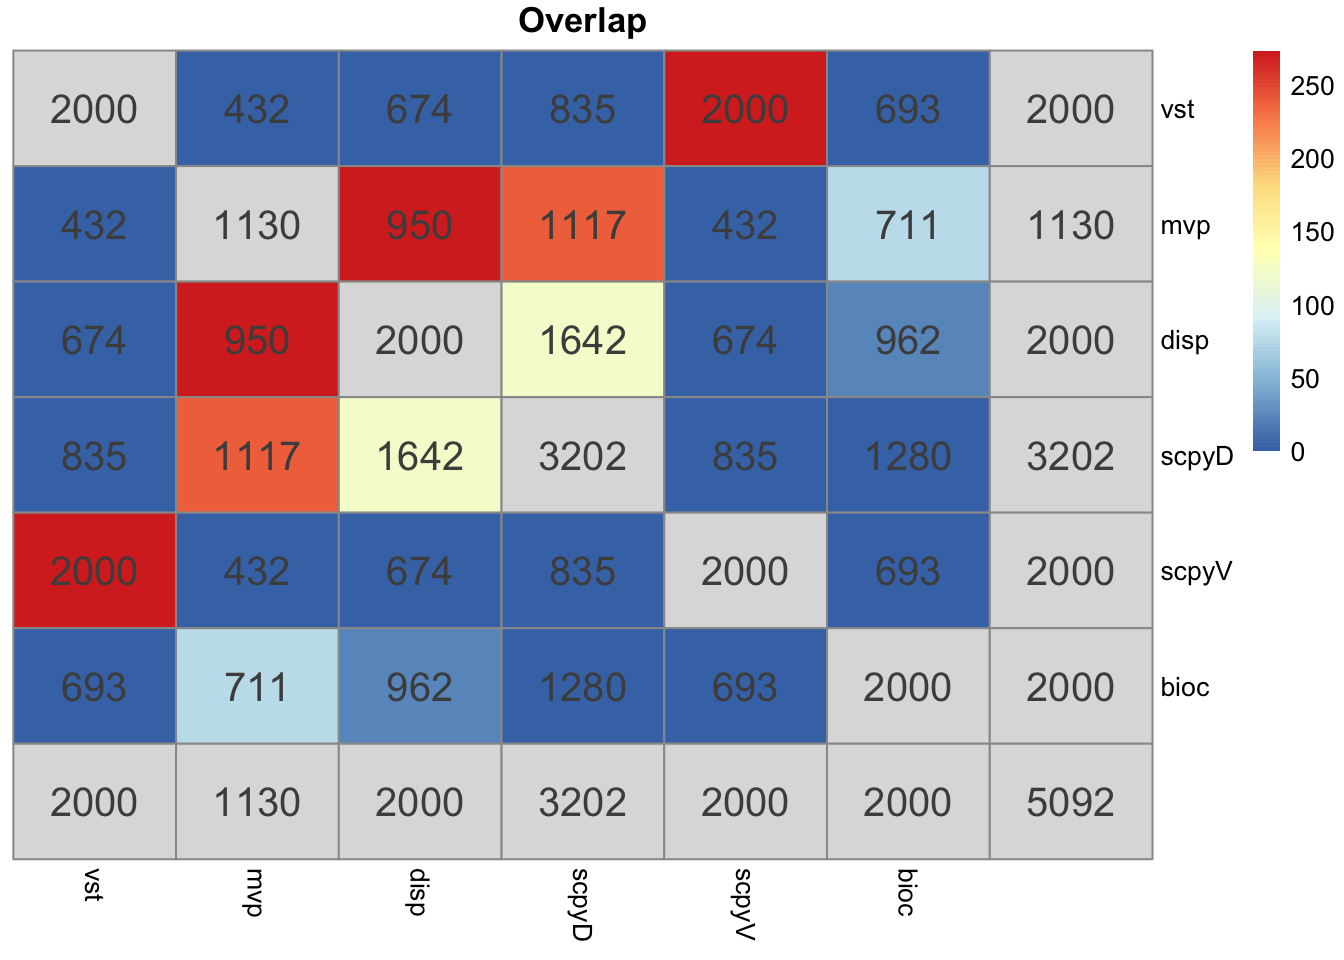 Overlap
2000 432 674 835 2000 693 2000 vst
432 1130 950 1117 432 711 1130 mvp
674 950 2000 1642 674 962 2000 disp
835 1117 1642 3202 835 1280 3202 scpyD
2000 432 674 835 2000 693 2000 scpyV
693 711 962 1280 693 2000 2000 bioc
2000 1130 2000 3202 2000 2000 5092
vst mvp disp scpyD scpyV bioc
250
200
150
100
50
0